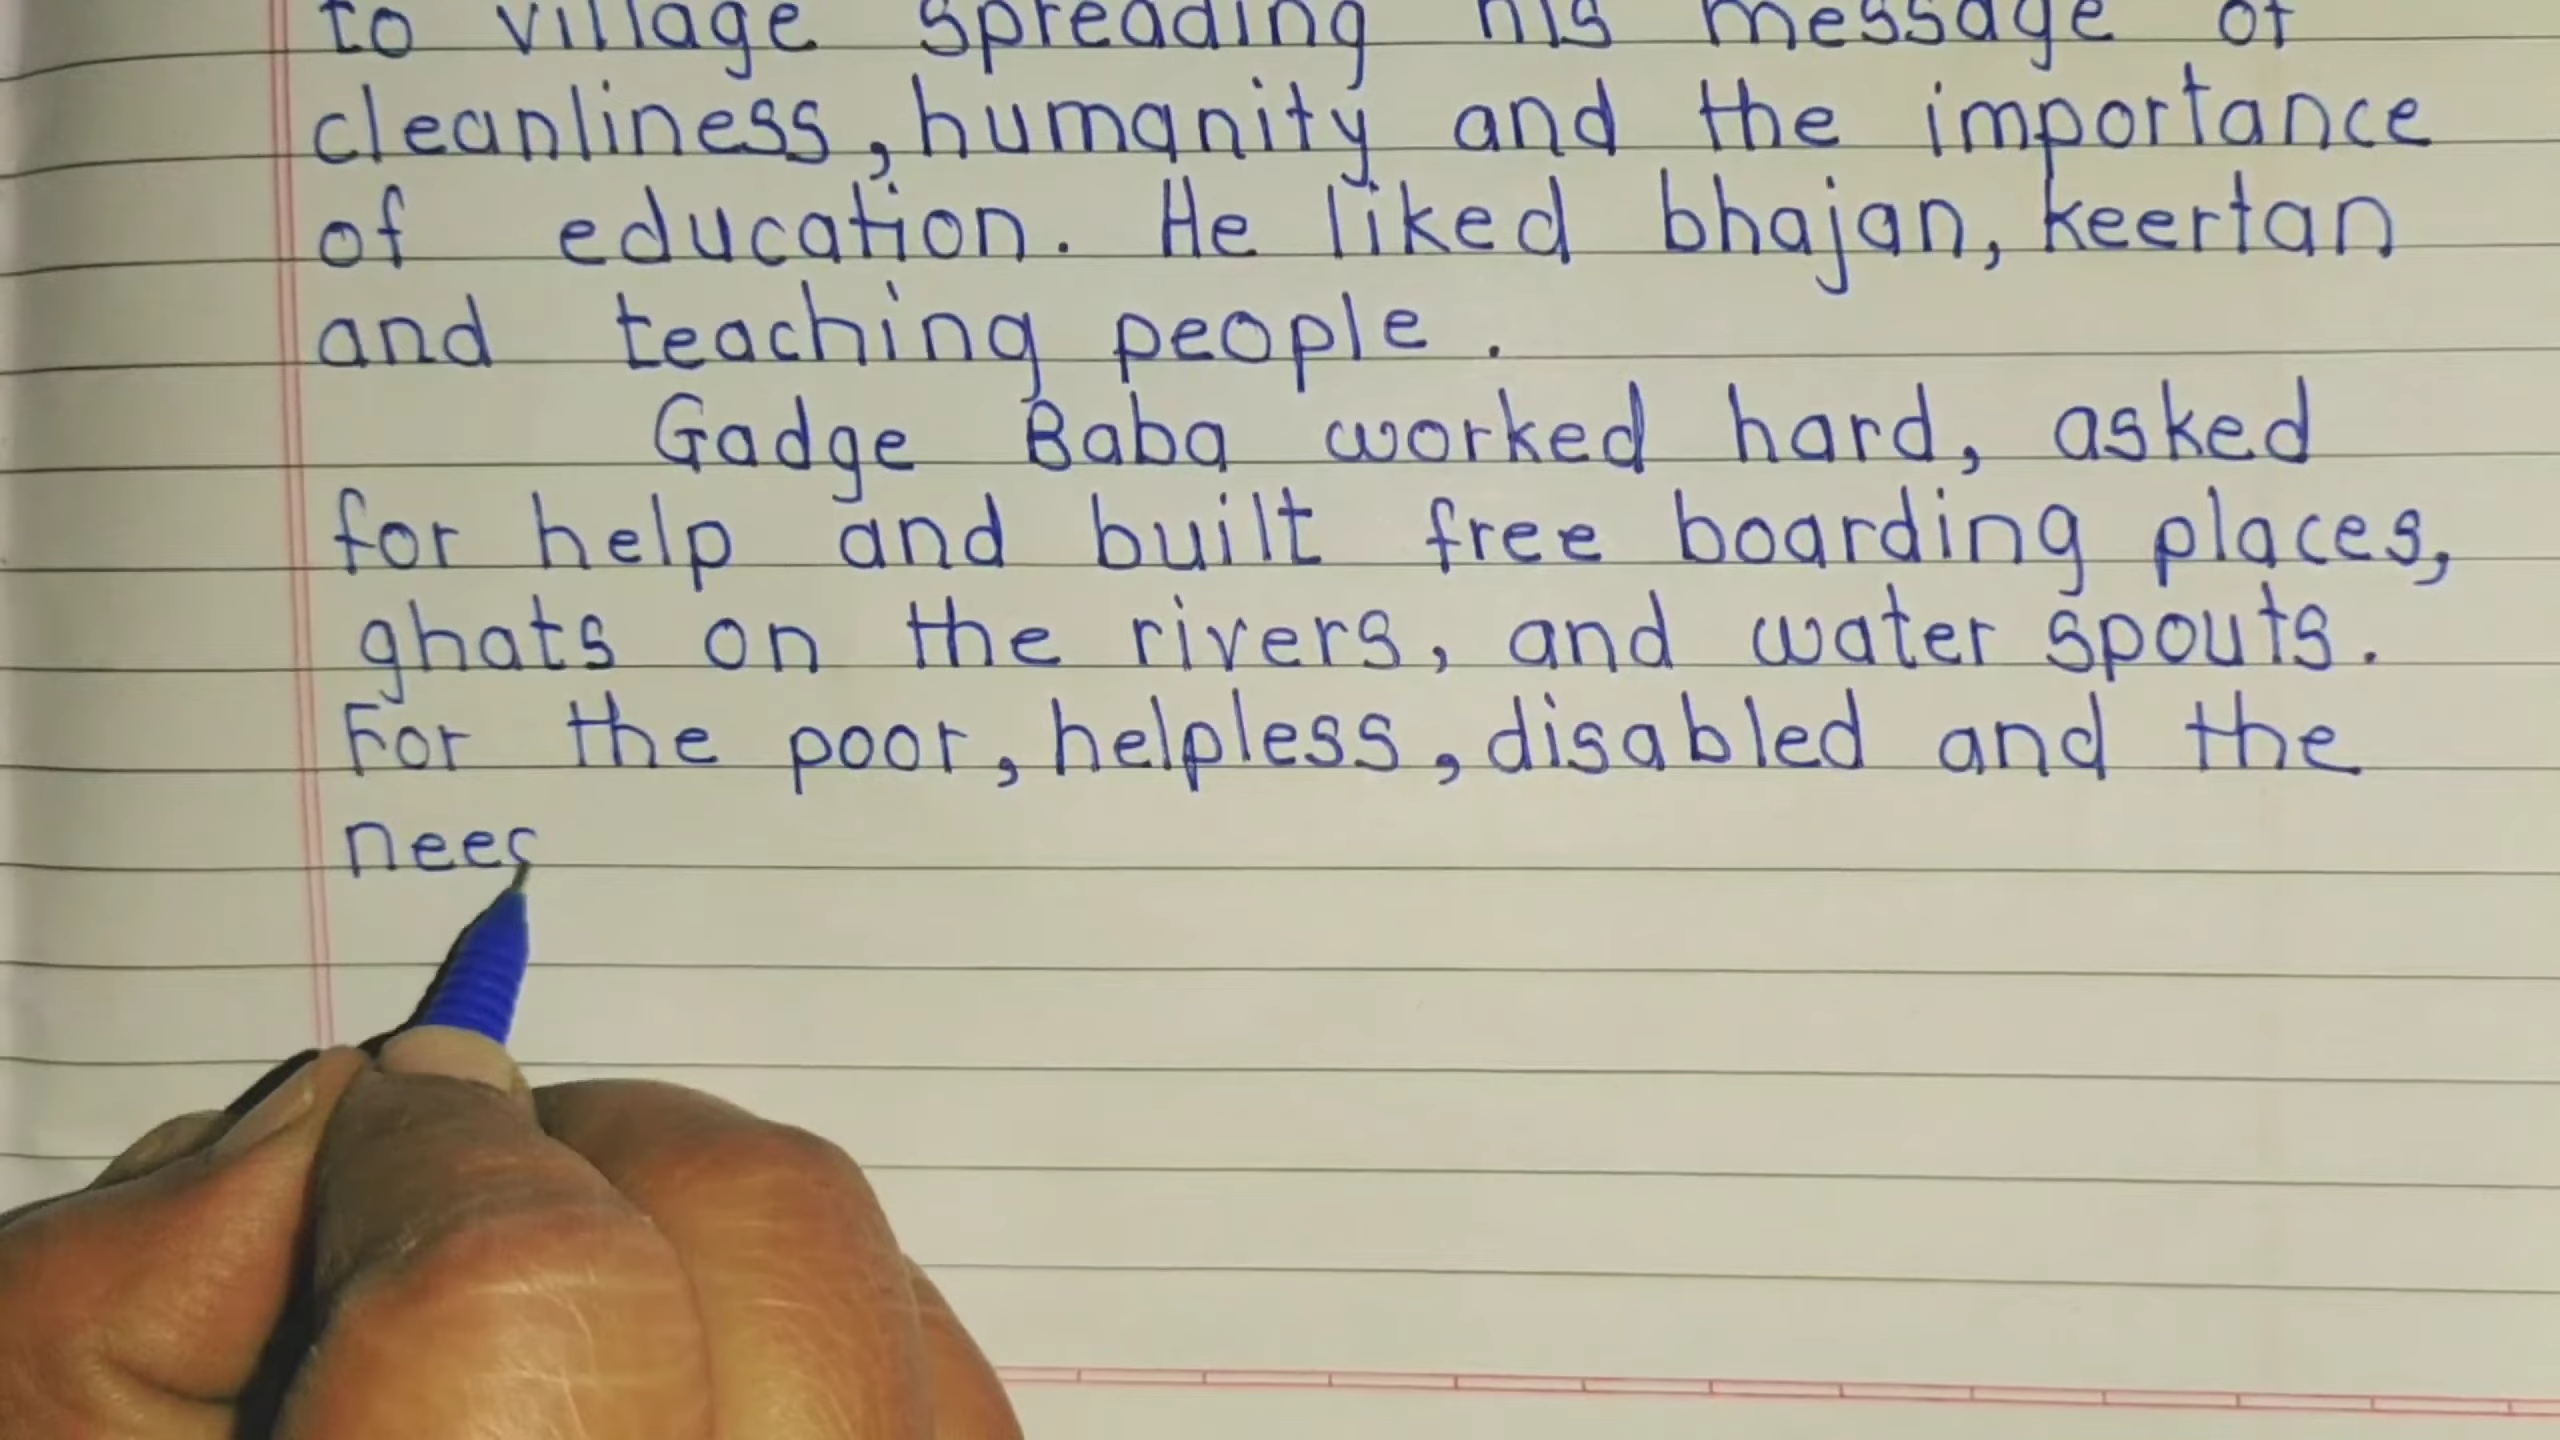 to village spreading his message of
cleanliness, humanity and the importance
of education. He liked bhajan, keertan
and teaching people.
Gadge Baba worked hard, asked
for help and built free boarding places,
ghats on the rivers, and water spouts.
For the poor, helpless, disabled and the
nee